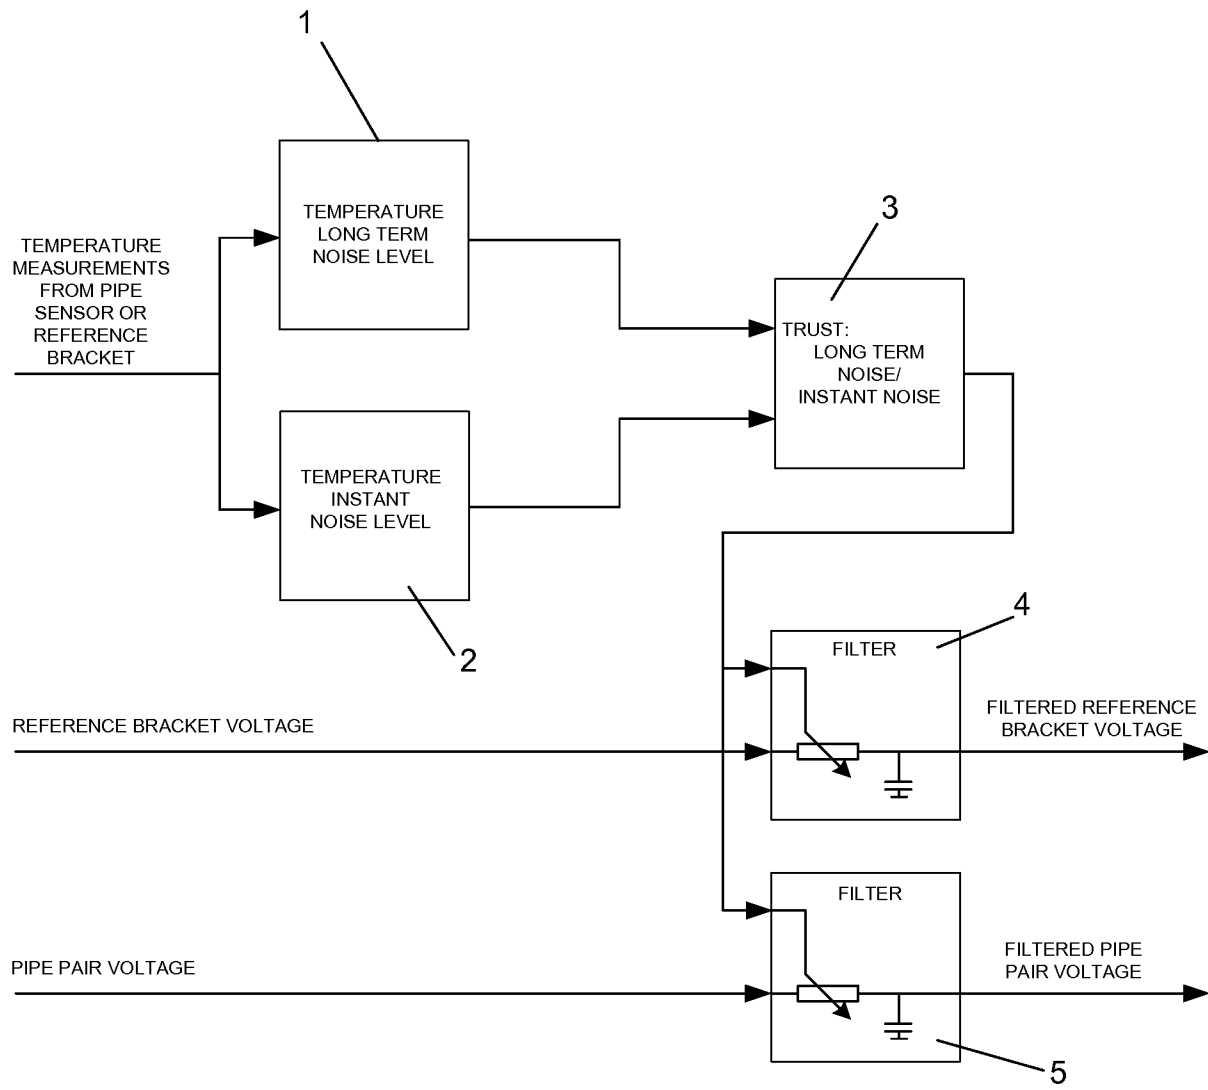 1
TEMPERATURE
LONG TERM
NOISE LEVEL
3
TEMPERATURE
MEASUREMENTS
FROM PIPE
SENSOR OR
REFERENCE
BRACKET
TRUST:
LONG TERM
NOISE/
INSTANT NOISE
TEMPERATURE
INSTANT
NOISE LEVEL
2
4
FILTER
REFERENCE BRACKET VOLTAGE
FILTERED REFERENCE
BRACKET VOLTAGE
FILTER
PIPE PAIR VOLTAGE
FILTERED PIPE
PAIR VOLTAGE
5